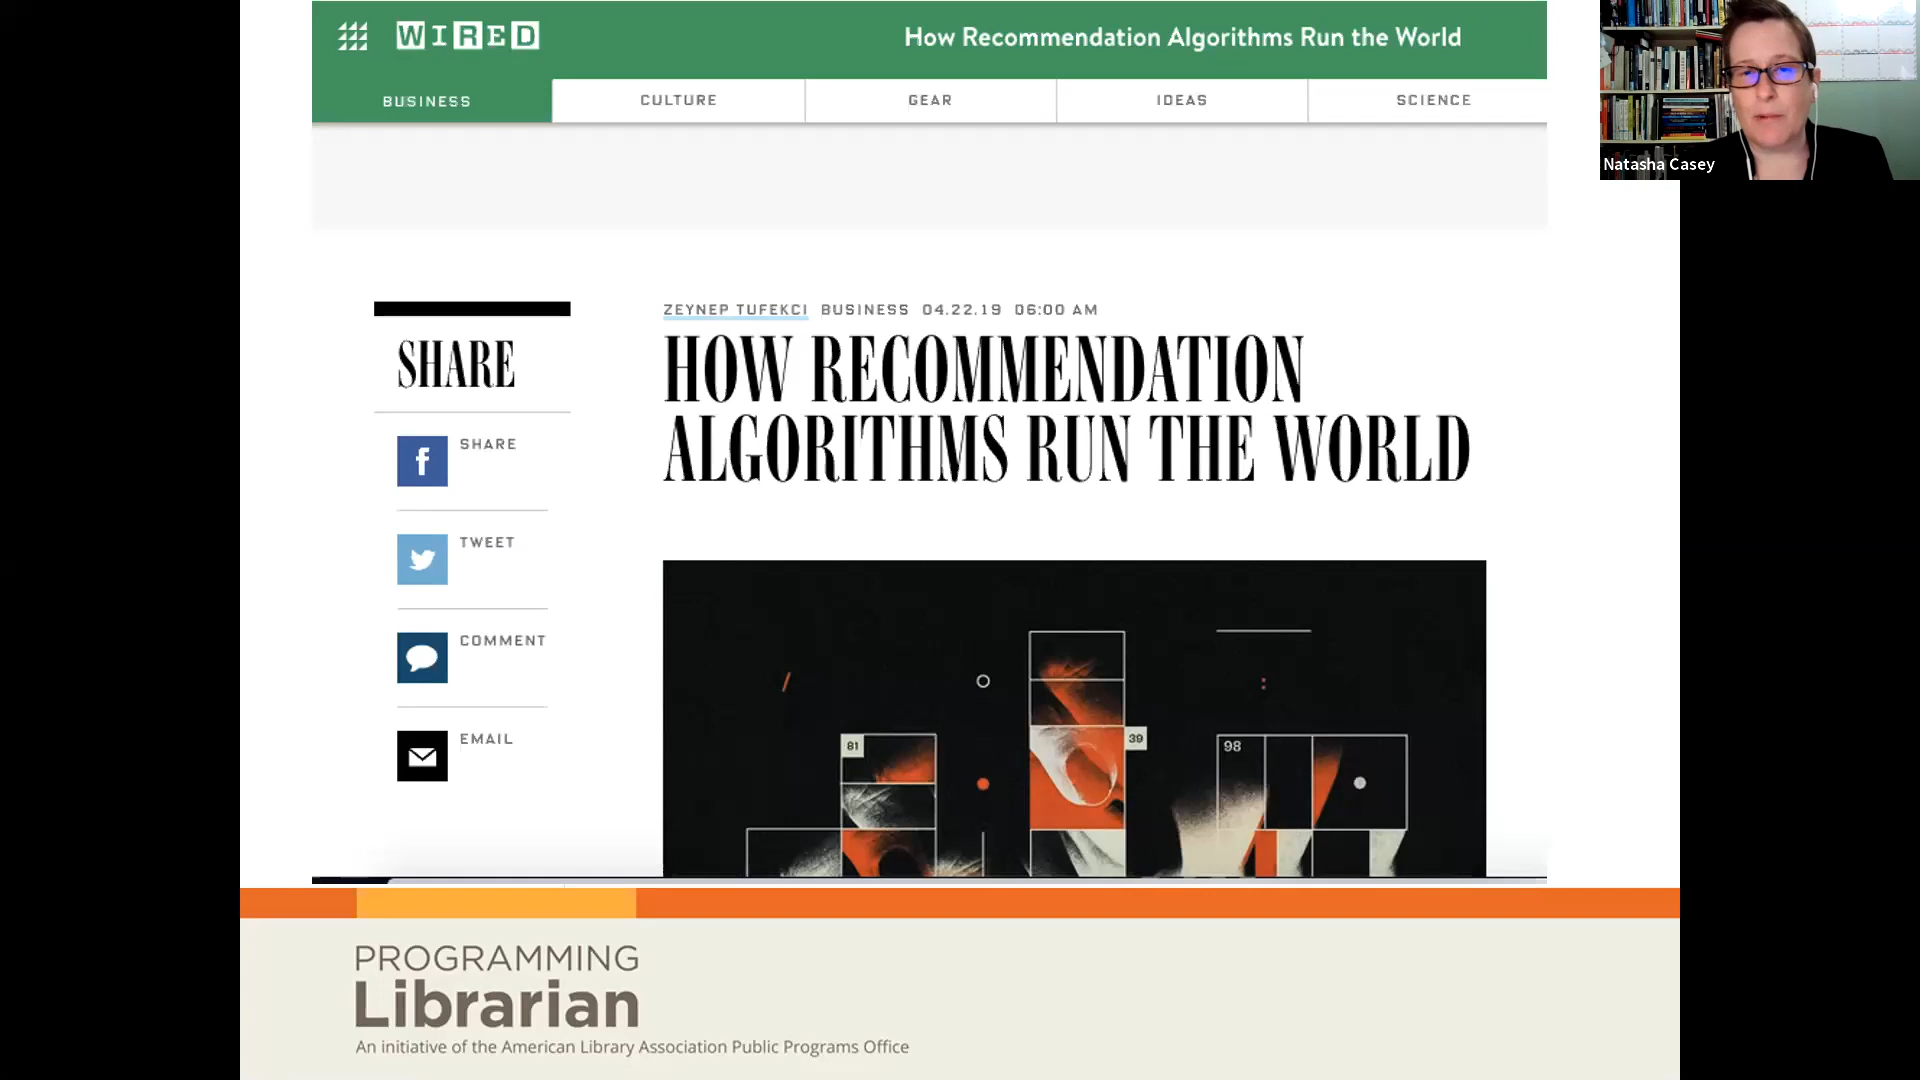 WIRED
How Recommendation Algorithms Run the World
BUSINESS
CULTURE
GEAR
IDEAS
SCIENCE
Natasha Casey
SHARE
SHARE
TWEET
COMMENT
EMAIL
ZEYNEP TUFEKCI BUSINESS 04.22.19 06:00 AM
HOW RECOMMENDATION
ALGORITHMS RUN THE WORLD
81
39
98
PROGRAMMING
Librarian
An initiative of the American Library Association Public Programs Office